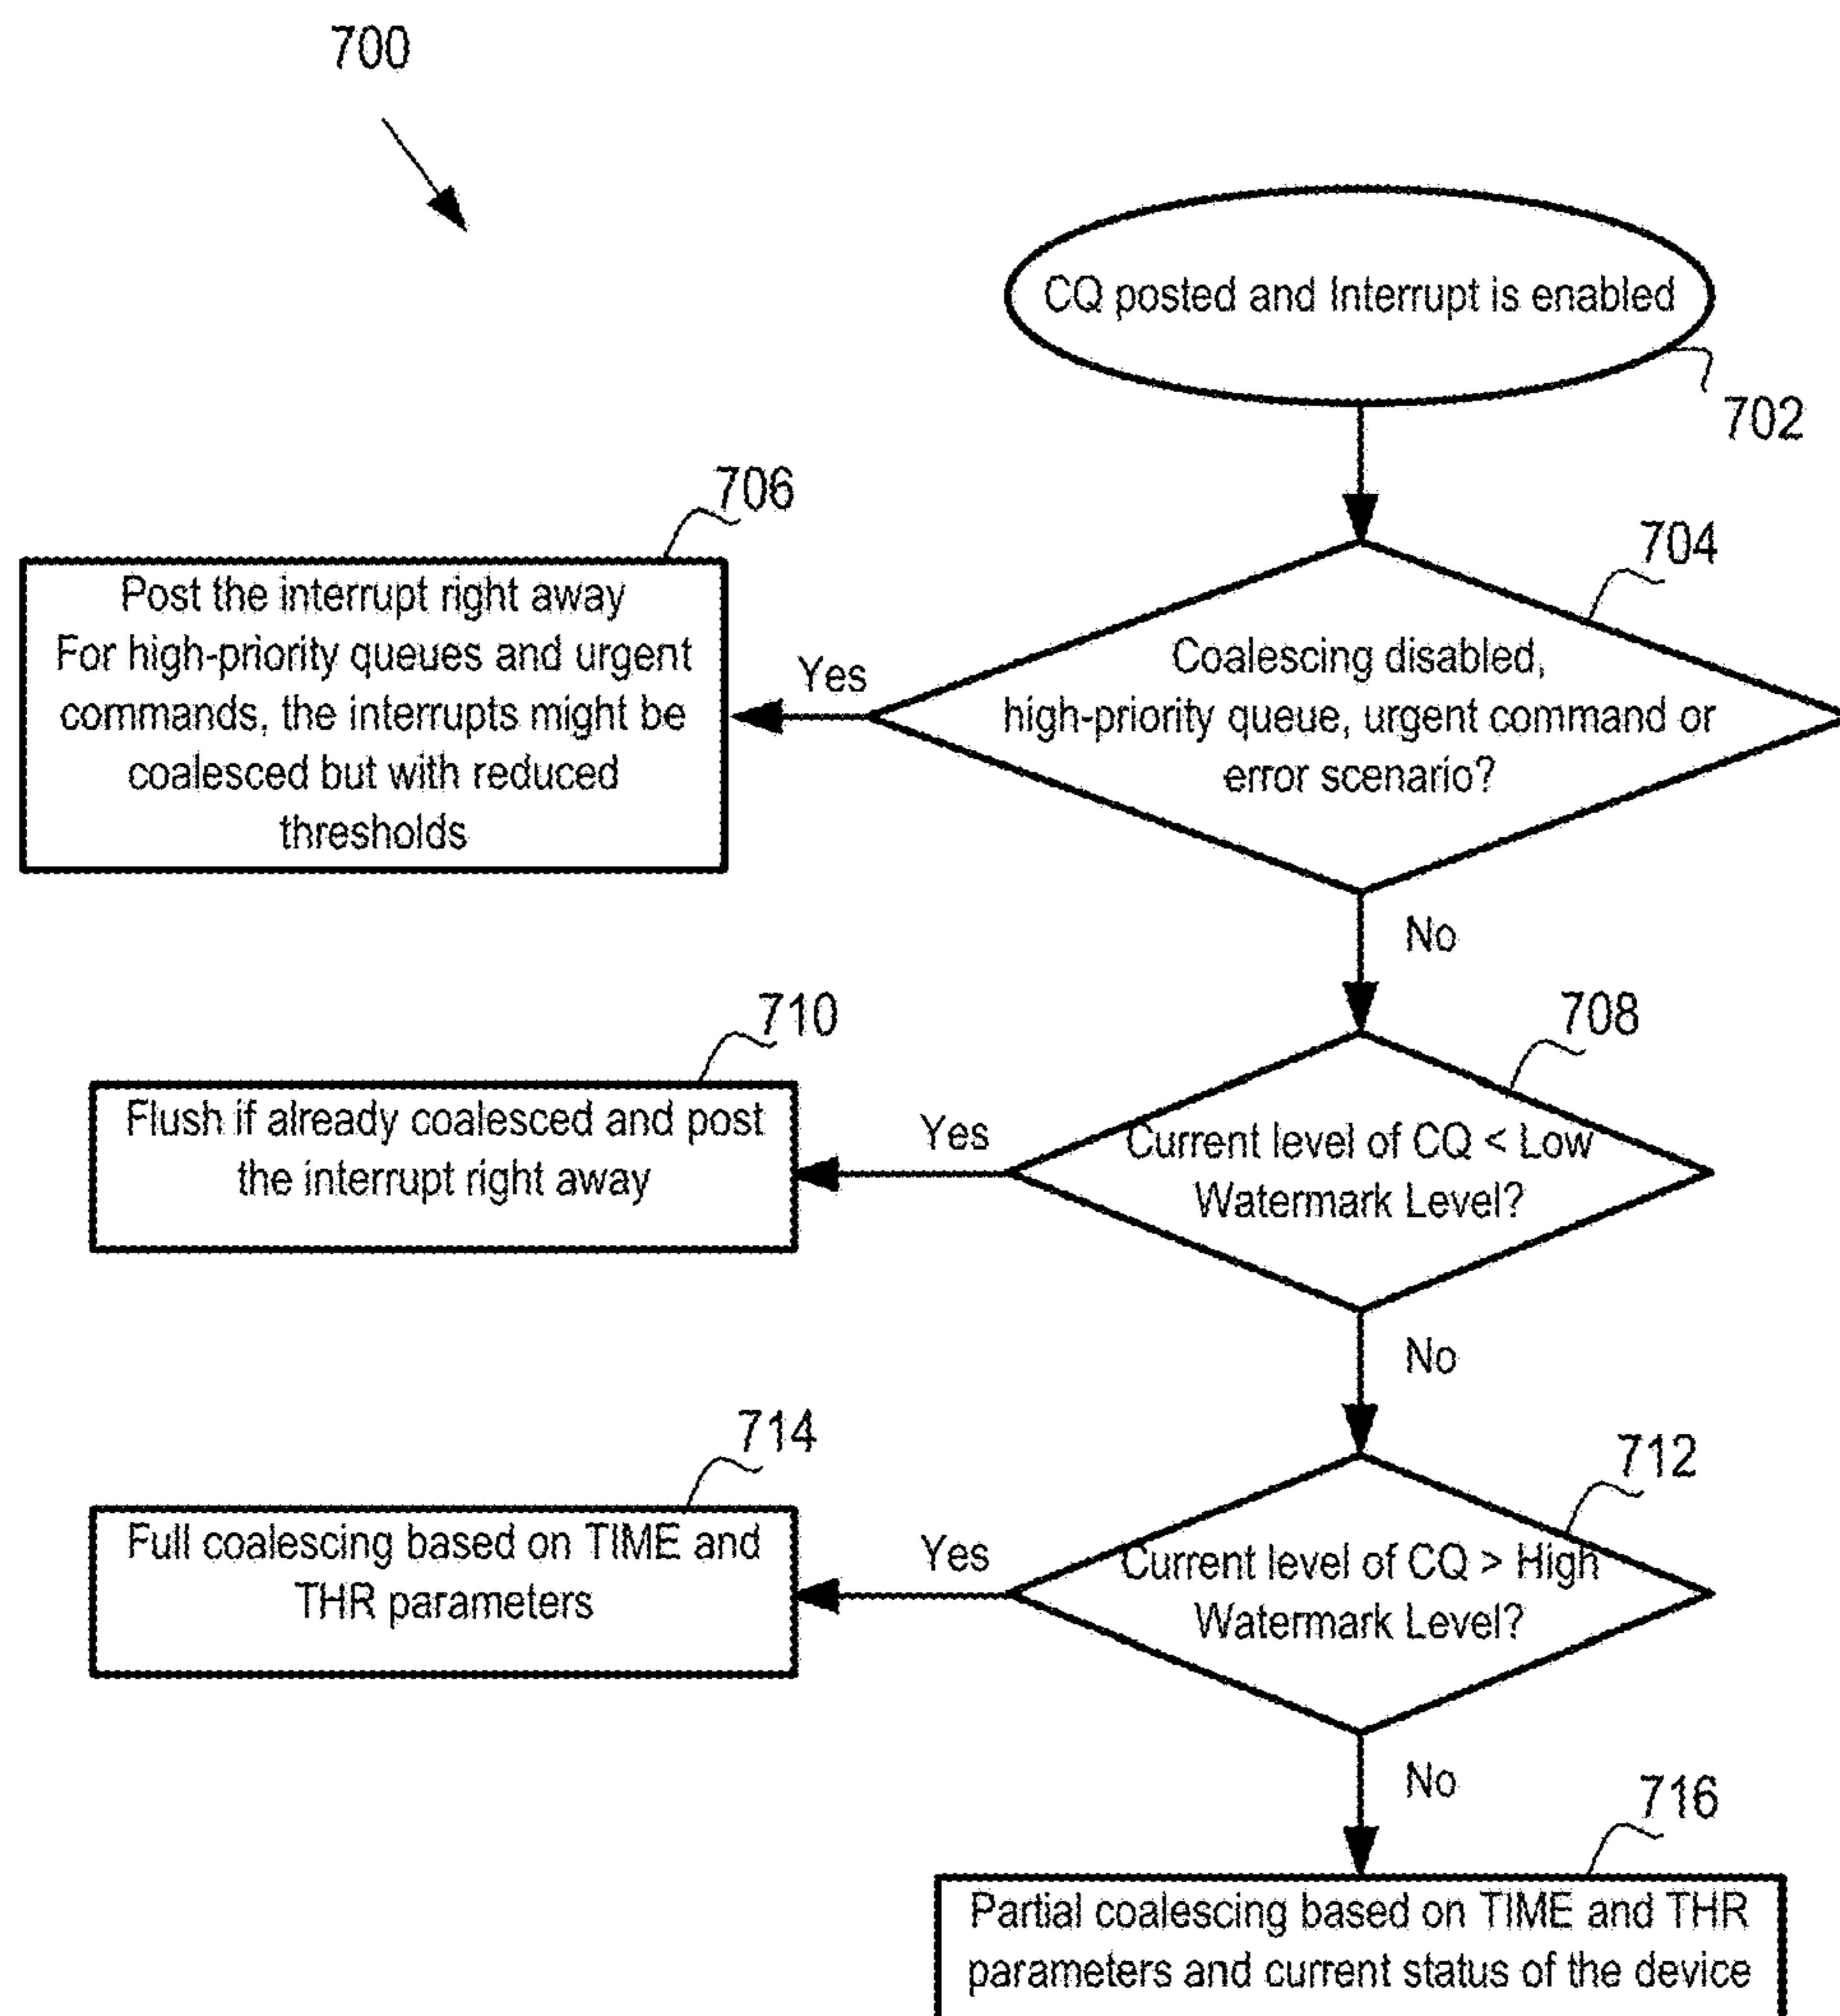 700
CQ posted and Interrupt is enabled
702
706
Post the interrupt right away
For high-priority queues and urgent
commands, the interrupts might be
coalesced but with reduced
thresholds
Yes
704
Coalescing disabled,
high-priority queue, urgent command or
error scenario?
No
710
Flush if already coalesced and post
the interrupt right away
Yes
708
Current level of CQ < Low
Watermark Level?
No
714
Full coalescing based on TIME and
THR parameters
Yes
712
Current level of CQ > High
Watermark Level?
No
716
Partial coalescing based on TIME and THR
parameters and current status of the device